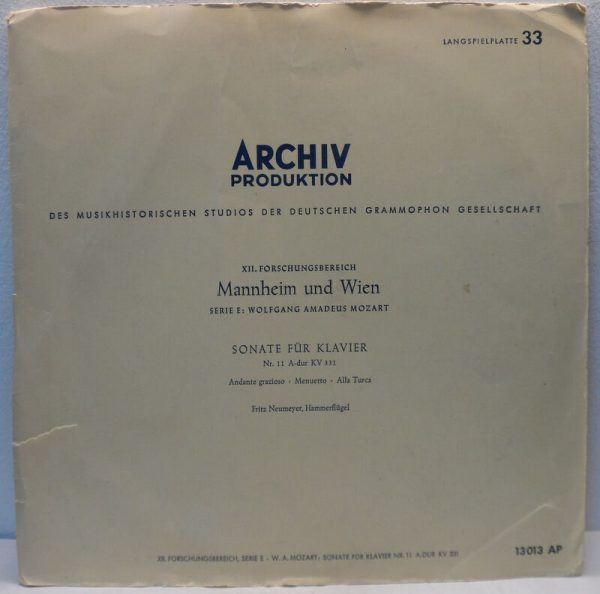 LANGSPIELPLATTE 33
ARCHIV
PRODUKTION
DES MUSIKHISTORISCHEN STUDIOS DER DEUTSCHEN GRAMMOPHON GESELLSCHAFT
XII. FORSCHUNGSBEREICH
Mannheim und Wien
SERIE E: WOLFGANG AMADEUS MOZART
SONATE FÜR KLAVIER
Nr. 11 A-dur KV 331
Andante grazioso - Menuetto - Alla Turca
Fritz Neumeyer, Hammerflügel
XII. FORSCHUNGSBEREICH, SERIE E - W. A. MOZART: SONATE FÜR KLAVIER NR. 11 A-DUR KV 331
13013 AP